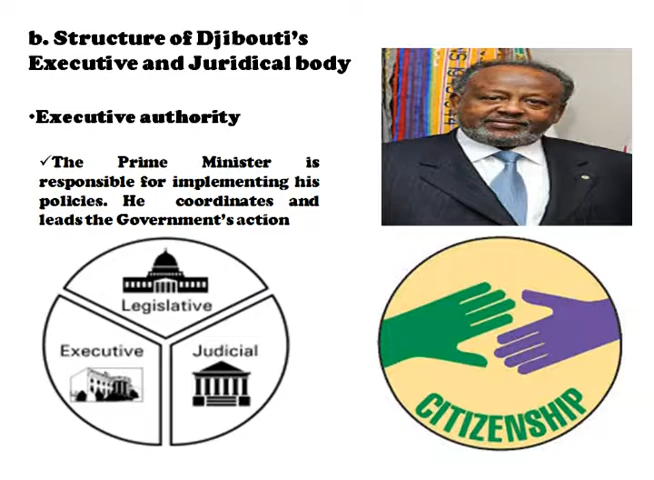 b. Structure of Djibouti's
Executive and Juridical body
•Executive authority
✓The Prime Minister is
responsible for implementing his
policies. He coordinates and
leads the Government's action
Legislative
Executive
Judicial
CITIZENSHIP